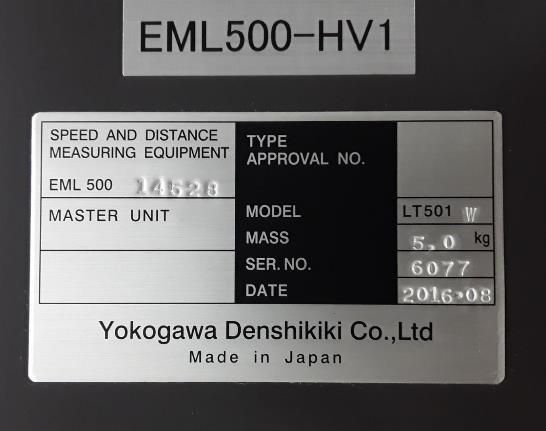 EML500-HV1
SPEED AND DISTANCE
MEASURING EQUIPMENT
EML 500 14528
MASTER UNIT
TYPE
APPROVAL NO.
MODEL LT501 W
MASS 5.0 kg
SER. NO. 6077
DATE 2016.08
Yokogawa Denshikiki Co.,Ltd
Made in Japan